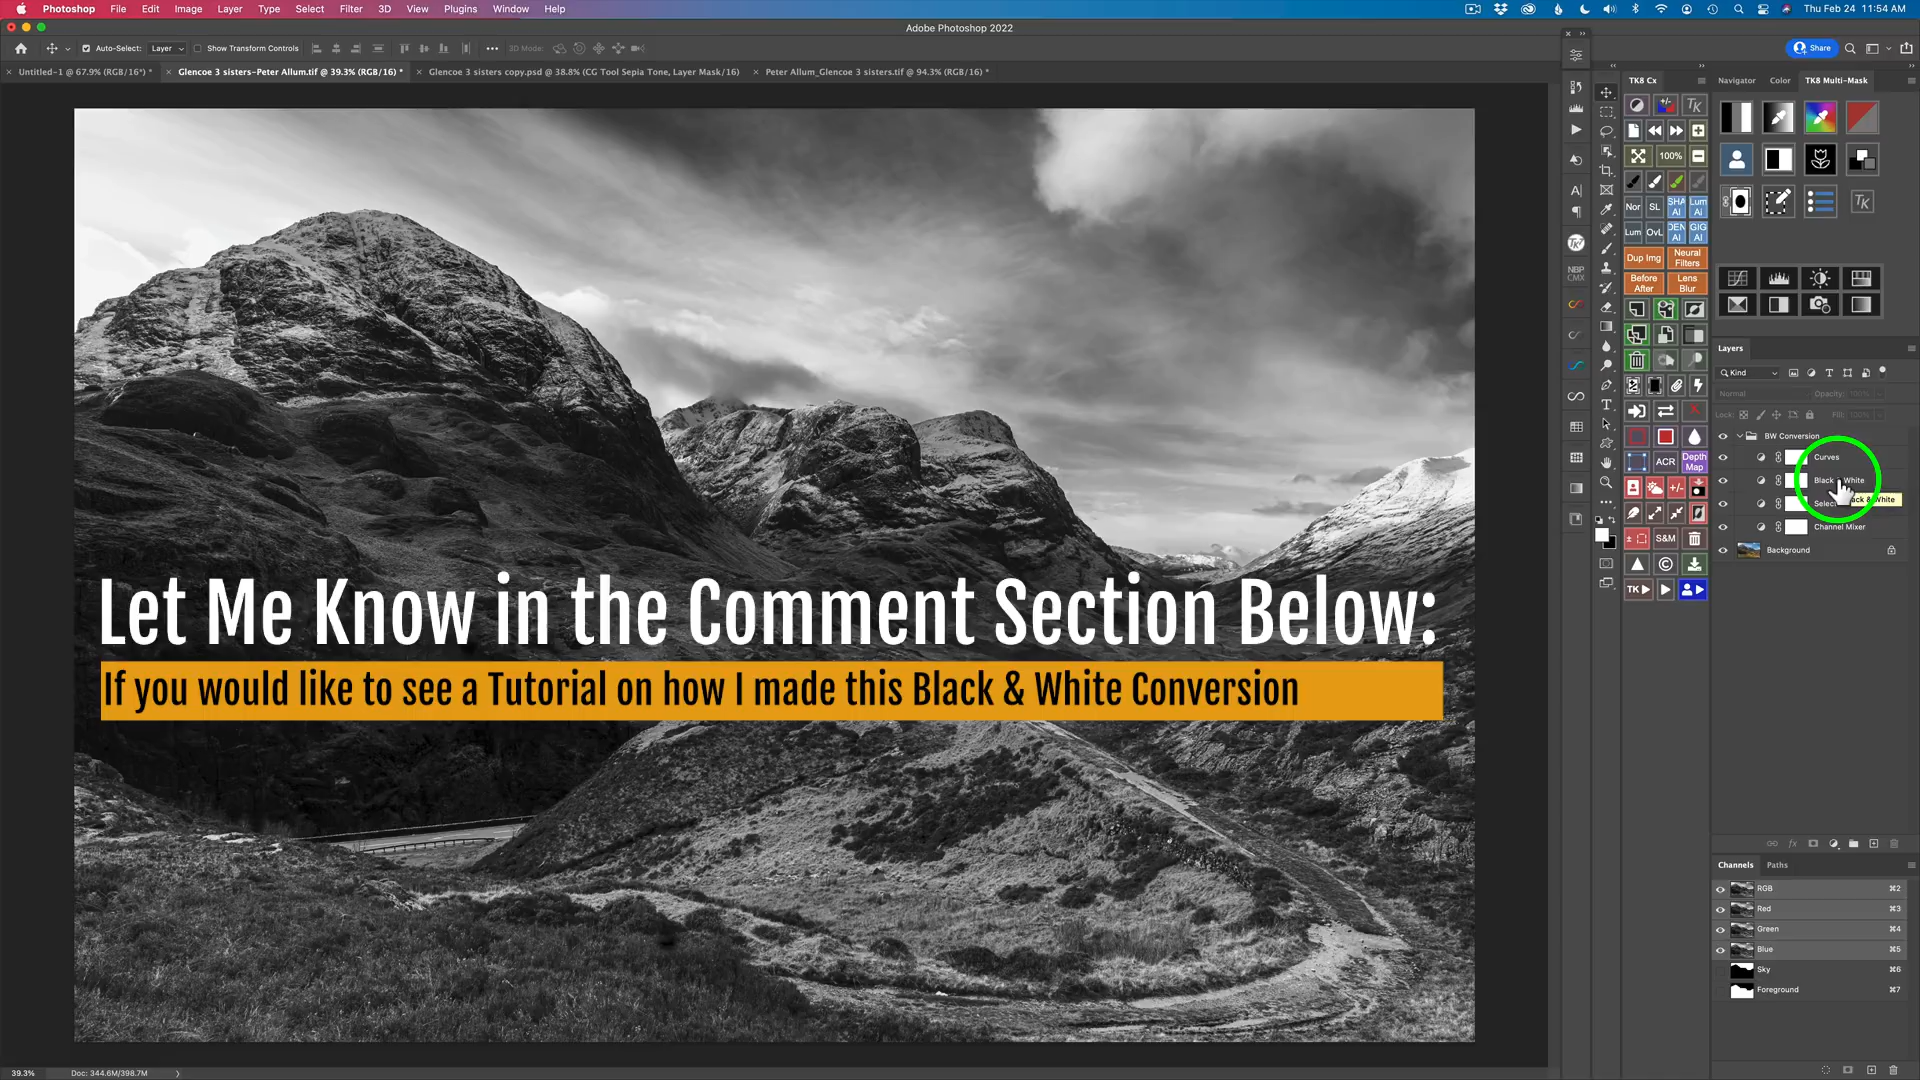 Photoshop File Edit Image Layer Type Select Filter 3D View Plugins Window Help
Thu Feb 24 11:54 AM
Adobe Photoshop 2022
Auto-Select: Layer Show Transform Controls 3D Mode: Share
Untitled-1 @ 67.9% (RGB/16*) * Glencoe 3 sisters-Peter Allum.tif @ 39.3% (RGB/16) * Glencoe 3 sisters copy.psd @ 38.8% (CG Tool Sepia Tone, Layer Mask/16) Peter Allum_Glencoe 3 sisters.tif @ 94.3% (RGB/16) *
TK8 Cx Navigator Color TK8 Multi-Mask
TK
100%
Nor SL SHA AI Lum Ai
Lum OvL DEN AI GIG AI
Dup Img Neural Filters
Before After Lens Blur
NBP CMX
ACR Depth Map
S&M
TK
Layers
Kind
Normal Opacity: 100%
Lock: Fill: 100%
BW Conversion
Curves
Black & White
Channel Mixer
Background
Let Me Know in the Comment Section Below:
If you would like to see a Tutorial on how I made this Black & White Conversion
Channels Paths
RGB ⌘2
Red ⌘3
Green ⌘4
Blue ⌘5
Sky ⌘6
Foreground ⌘7
39.3% Doc: 344.6M/398.7M